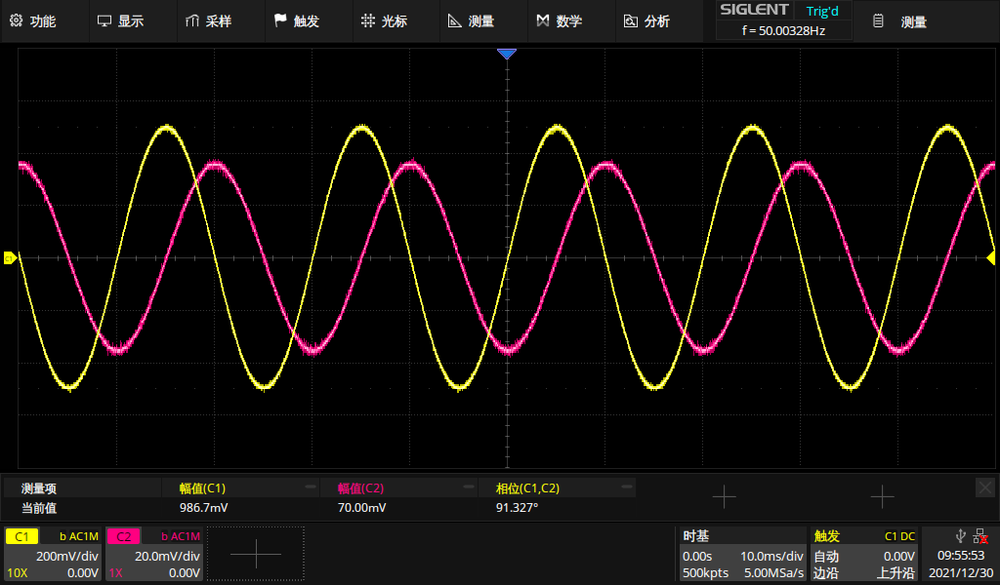 功能 显示 采样 触发 光标 测量 数学 分析 SIGLENT Trig'd 测量
f = 50.00328Hz
C1
测量项 幅值(C1) 幅值(C2) 相位(C1,C2)
当前值 986.7mV 70.00mV 91.327°
C1 b AC1M C2 b AC1M 时基 触发 C1 DC
200mV/div 20.0mV/div 0.00s 10.0ms/div 自动 0.00V 09:55:53
10X 0.00V 1X 0.00V 500kpts 5.00MSa/s 边沿 上升沿 2021/12/30